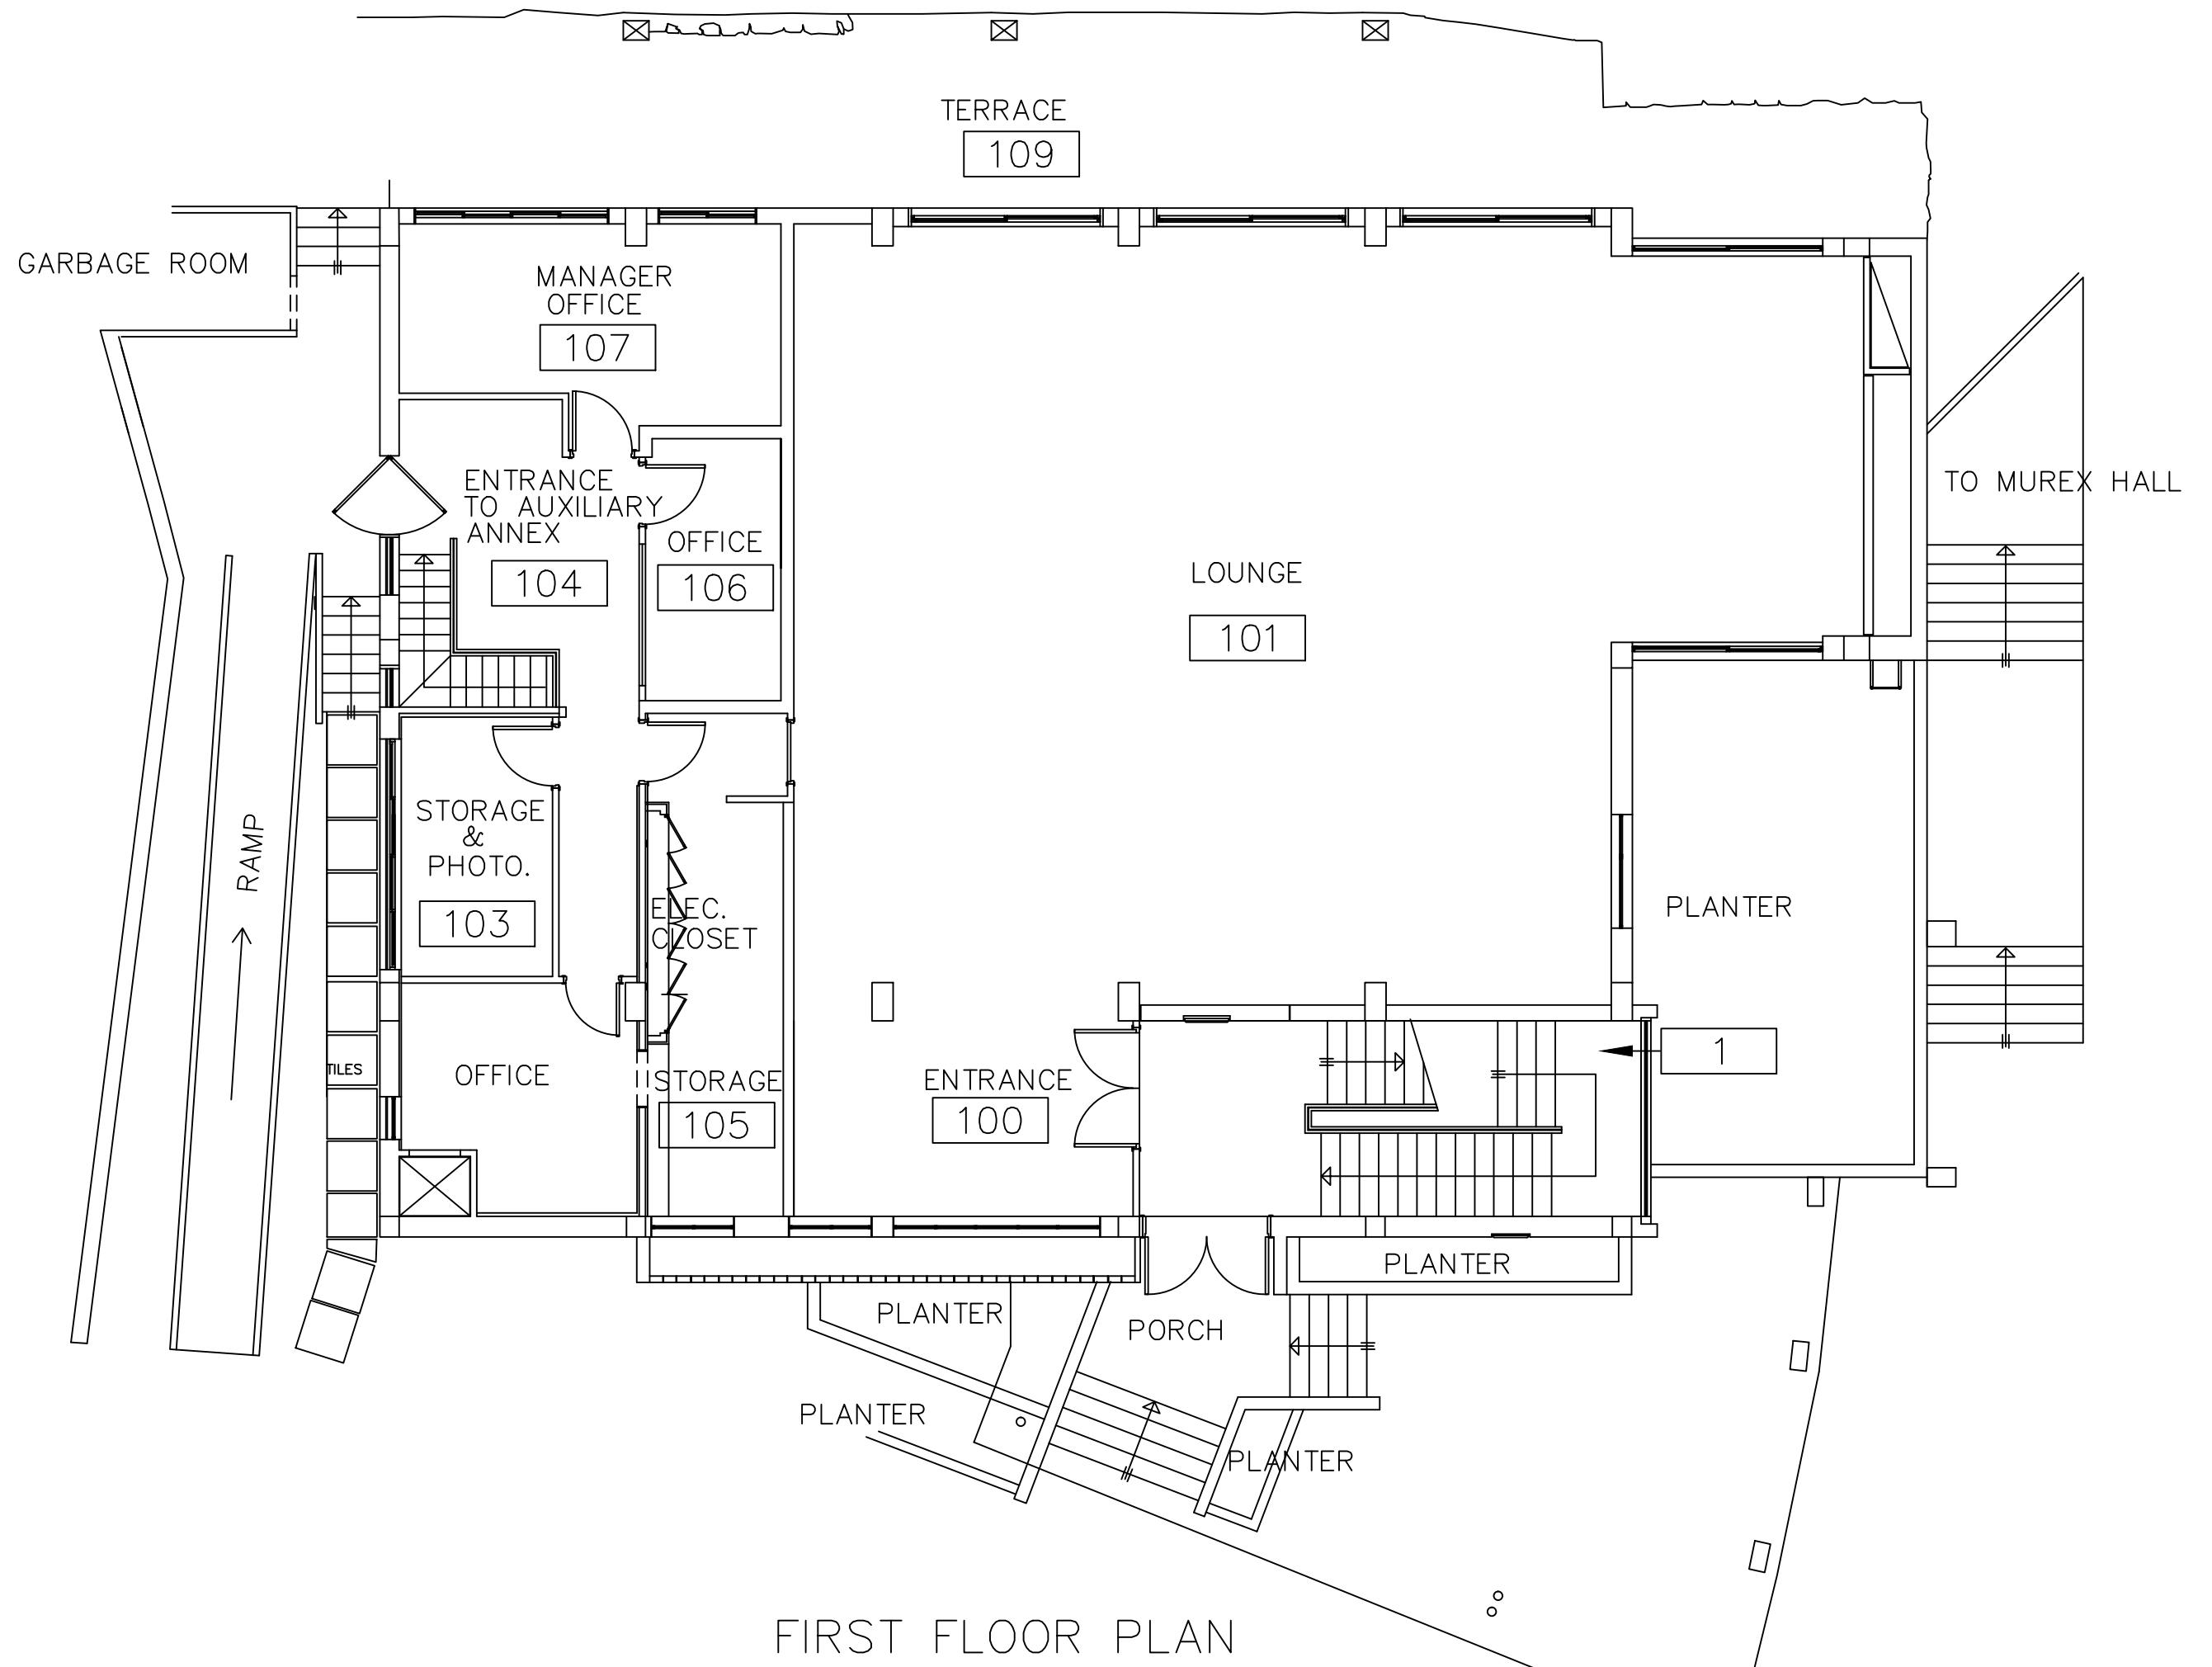 TERRACE
109
GARBAGE ROOM
MANAGER
OFFICE
107
ENTRANCE
TO AUXILIARY
ANNEX
104
OFFICE
106
LOUNGE
101
TO MUREX HALL
STORAGE
&
PHOTO.
103
RAMP
ELEC.
CLOSET
PLANTER
TILES
OFFICE
STORAGE
105
ENTRANCE
100
1
PLANTER
PLANTER
PORCH
PLANTER
PLANTER
FIRST FLOOR PLAN